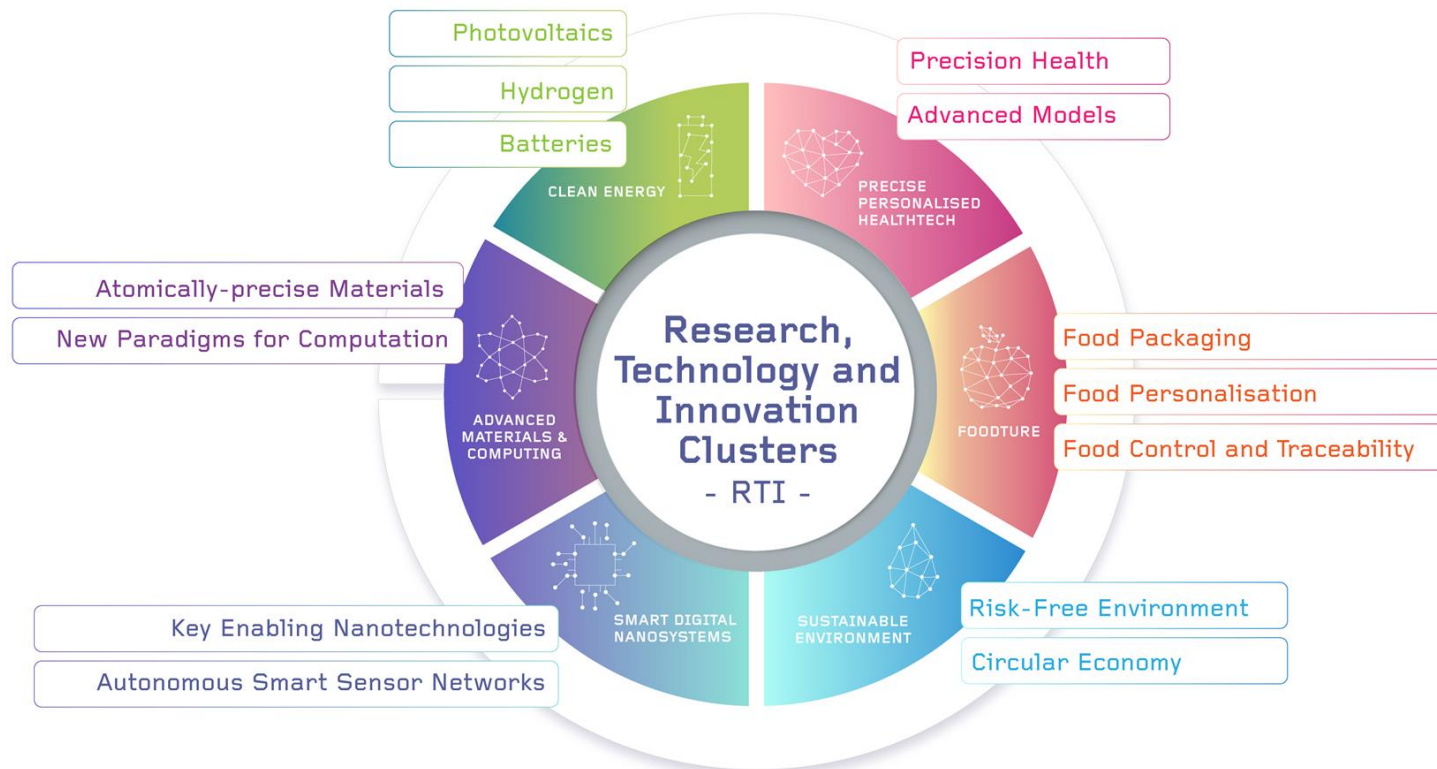 Photovoltaics
Hydrogen
Batteries
CLEAN ENERGY
Precision Health
Advanced Models
PRECISE
PERSONALISED
HEALTHTECH
Atomically-precise Materials
New Paradigms for Computation
ADVANCED
MATERIALS &
COMPUTING
Research,
Technology and
Innovation
Clusters
- RTI -
Food Packaging
Food Personalisation
Food Control and Traceability
FOODTURE
Key Enabling Nanotechnologies
Autonomous Smart Sensor Networks
SMART DIGITAL
NANOSYSTEMS
SUSTAINABLE
ENVIRONMENT
Risk-Free Environment
Circular Economy